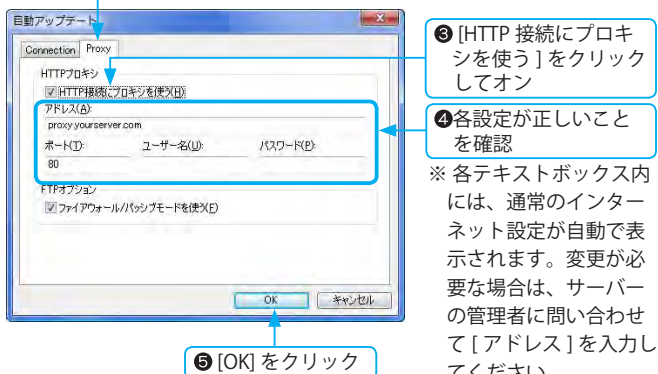 自動アップデート
Connection Proxy
HTTPプロキシ
HTTP接続にプロキシを使う(H)
アドレス(A):
proxy.yourserver.com
ポート(T): ユーザー名(U): パスワード(P):
80
FTPオプション
ファイアウォール/パッシブモードを使う(F)
OK キャンセル
❸ [HTTP 接続にプロキ
シを使う ] をクリック
してオン
❹各設定が正しいこと
を確認
※ 各テキストボックス内
には、通常のインター
ネット設定が自動で表
示されます。変更が必
要な場合は、サーバー
の管理者に問い合わせ
て [ アドレス ] を入力し
てください
❺ [OK] をクリック